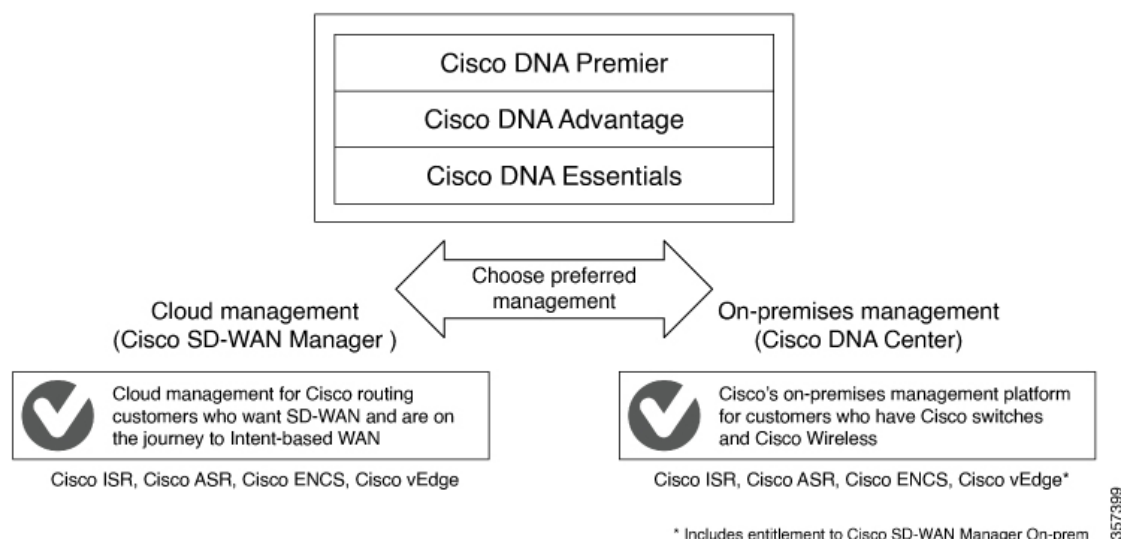 Cisco DNA Premier
Cisco DNA Advantage
Cisco DNA Essentials
Choose preferred
management
Cloud management
(Cisco SD-WAN Manager )
Cloud management for Cisco routing
customers who want SD-WAN and are on
the journey to Intent-based WAN
Cisco ISR, Cisco ASR, Cisco ENCS, Cisco vEdge
On-premises management
(Cisco DNA Center)
Cisco's on-premises management platform
for customers who have Cisco switches
and Cisco Wireless
Cisco ISR, Cisco ASR, Cisco ENCS, Cisco vEdge*
* Includes entitlement to Cisco SD-WAN Manager On-prem
357399